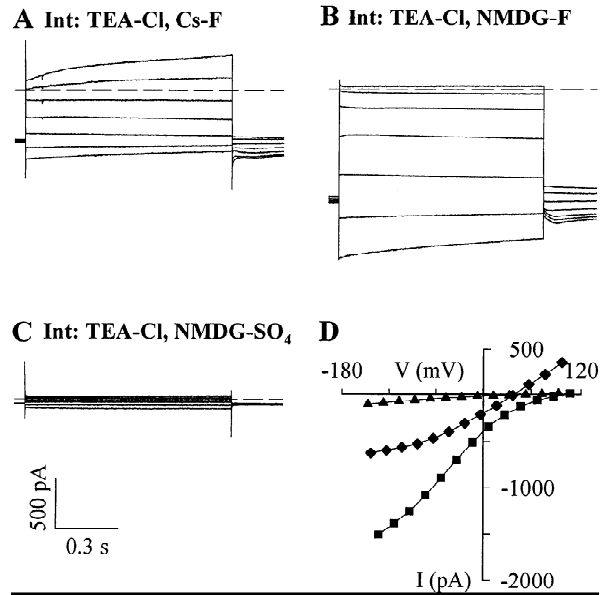 A Int: TEA-Cl, Cs-F
B Int: TEA-Cl, NMDG-F
C Int: TEA-Cl, NMDG-SO4
500 pA
0.3 s
D
500
-180 V (mV) 120
-1000
I (pA)
-2000